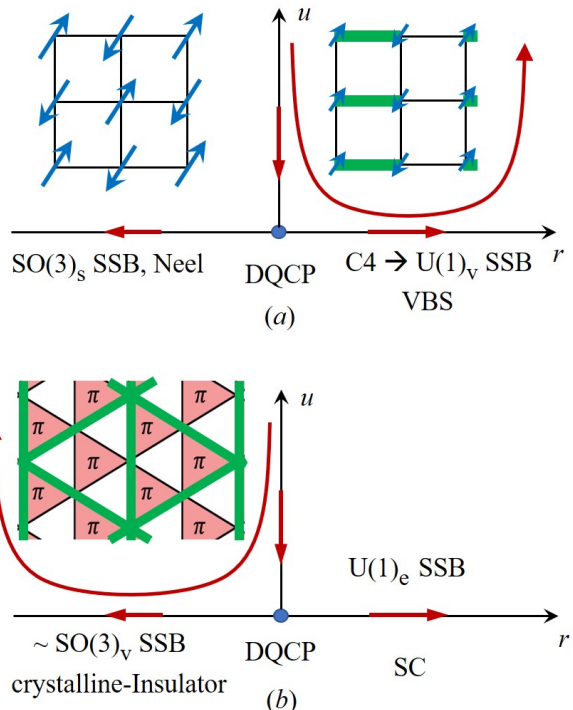 u
SO(3)s SSB, Neel
DQCP
C4 → U(1)v SSB
VBS
r
(a)
u
π π
π π
π π
π π
π π
U(1)e SSB
~ SO(3)v SSB
crystalline-Insulator
DQCP
SC
r
(b)